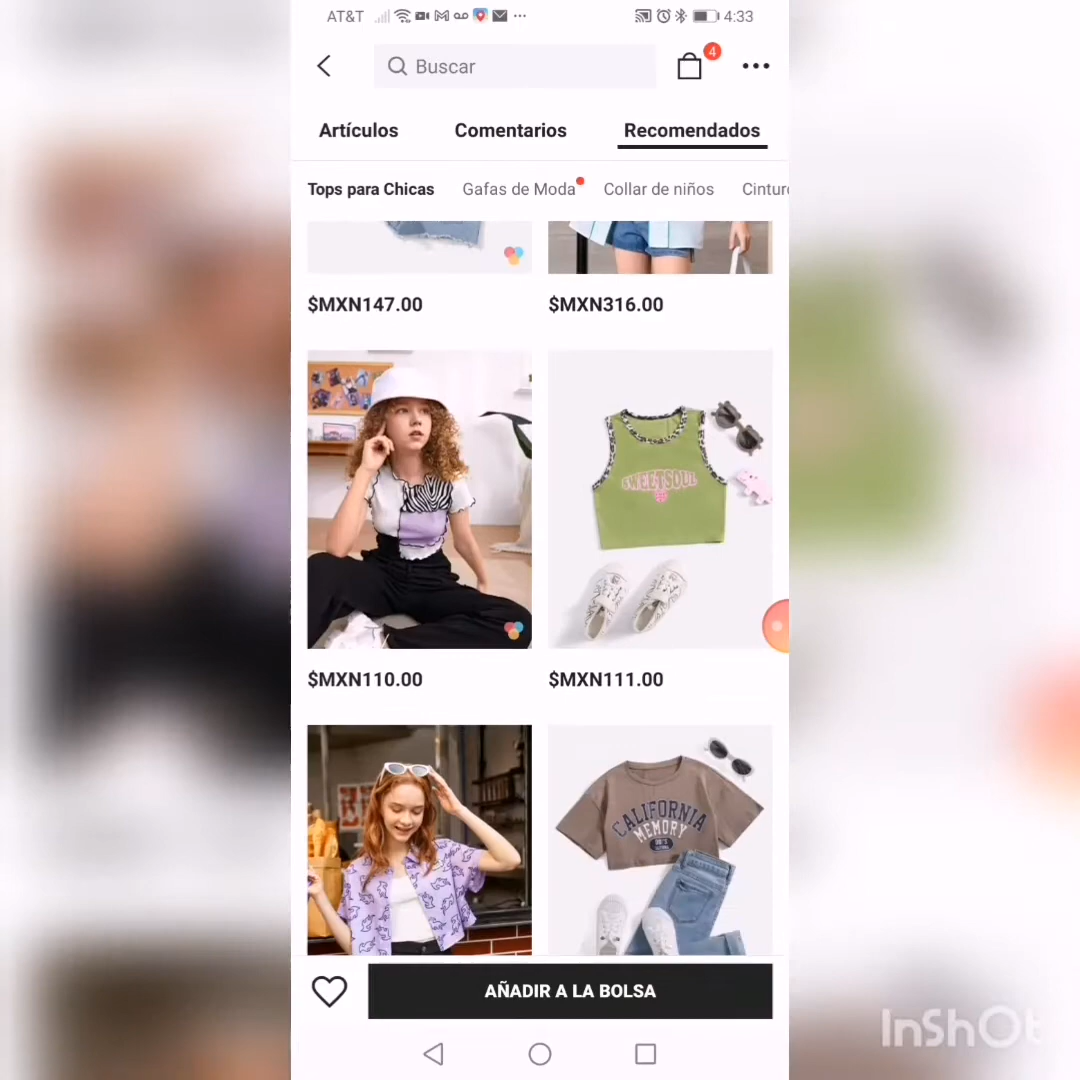 AT&T
4:33
Buscar
4
Artículos
Comentarios
Recomendados
Tops para Chicas
Gafas de Moda
Collar de niños
Cinturo
$MXN147.00
$MXN316.00
SWEETSOUL
$MXN110.00
$MXN111.00
CALIFORNIA
MEMORY
AÑADIR A LA BOLSA
InShOt